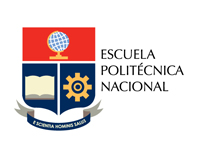 ESCUELA
POLITÉCNICA
NACIONAL
E SCIENTIA HOMINIS SALUS